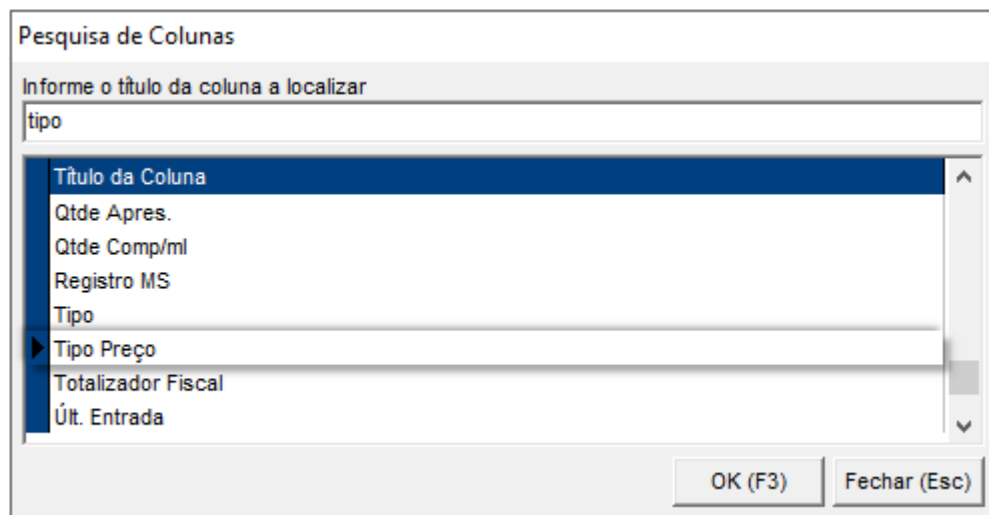 Pesquisa de Colunas
Informe o título da coluna a localizar
tipo
Título da Coluna
Qtde Apres.
Qtde Comp/ml
Registro MS
Tipo
Tipo Preço
Totalizador Fiscal
Últ. Entrada
OK (F3) Fechar (Esc)